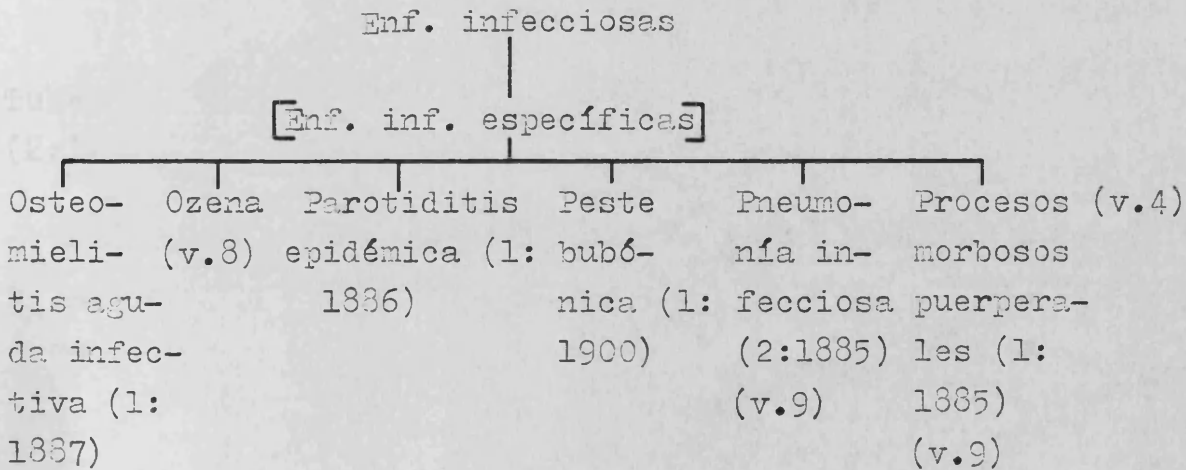 Enf. infecciosas
[Enf. inf. específicas]
Osteo-
mieli-
tis agu-
da infec-
tiva (1:
1887)
Ozena
(v.8)
Parotiditis
epidémica (1:
1886)
Peste
bubó-
nica (1:
1900)
Pneumo-
nía in-
fecciosa
(2:1885)
(v.9)
Procesos (v.4)
morbosos
puerpera-
les (1:
1885)
(v.9)